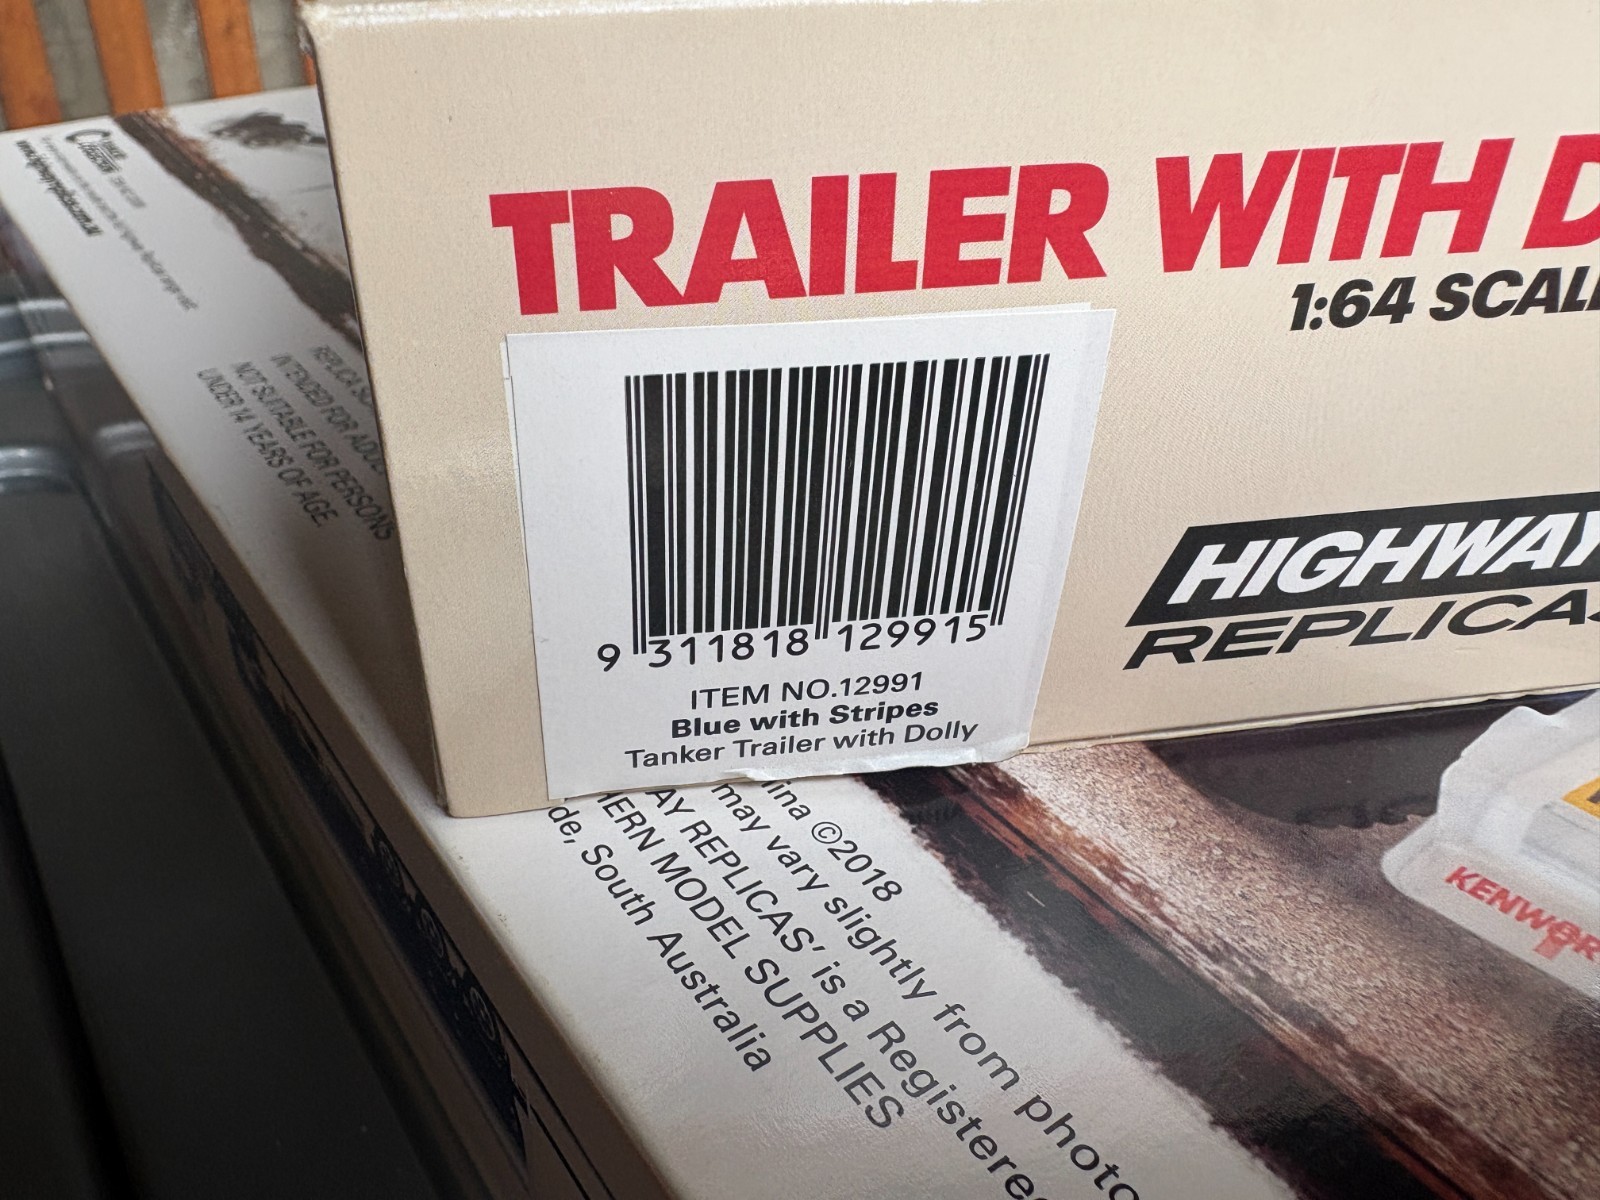 TRAILER WITH D
1:64 SCAL
9 311818 129915
ITEM NO.12991
Blue with Stripes
Tanker Trailer with Dolly
HIGHWAY
REPLICAS
INTENDED FOR ADU
NOT SUITABLE FOR PERSONS
UNDER 14 YEARS OF AGE.
ina ©2018
may vary slightly from photo
AY REPLICAS' is a Registere
HERN MODEL SUPPLIES
de, South Australia
KENWOR